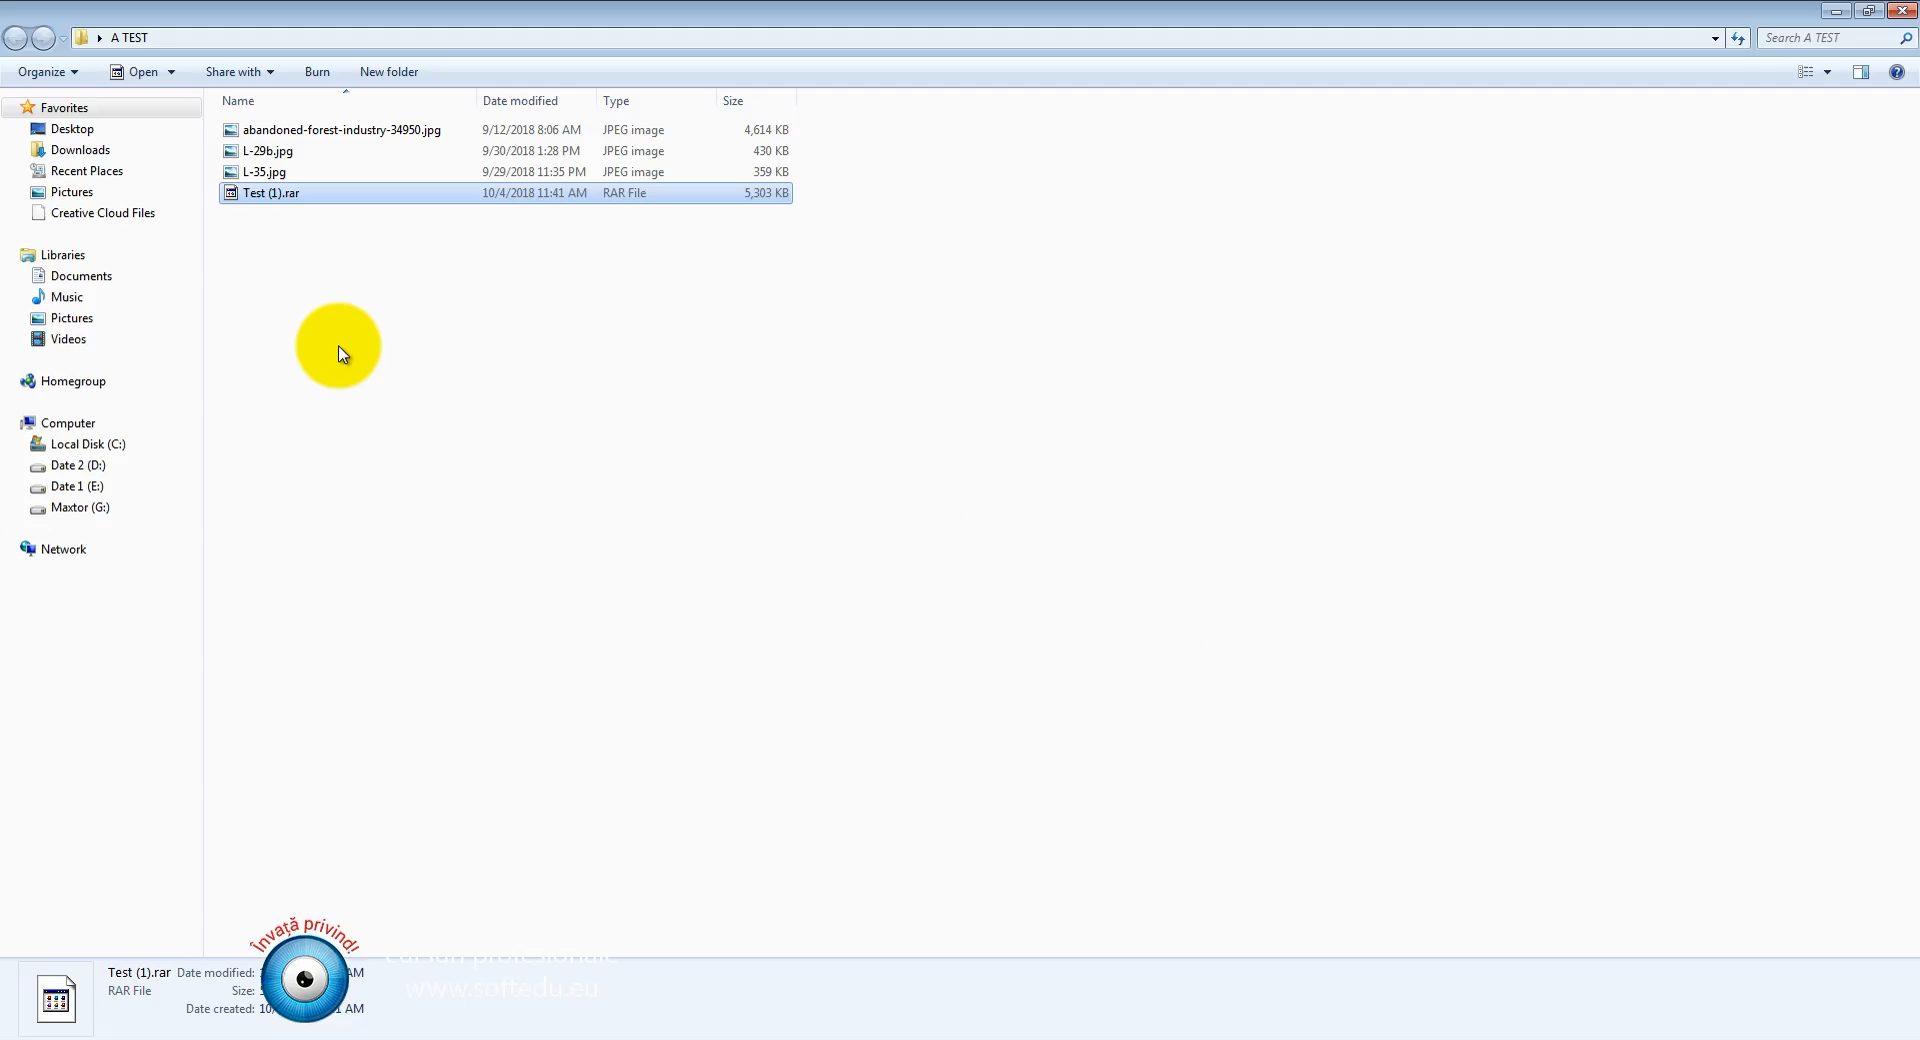 A TEST
Search A TEST
Organize
Open
Share with
Burn
New folder
Favorites
Desktop
Downloads
Recent Places
Pictures
Creative Cloud Files
Libraries
Documents
Music
Pictures
Videos
Homegroup
Computer
Local Disk (C:)
Date 2 (D:)
Date 1 (E:)
Maxtor (G:)
Network
Name Date modified Type Size
abandoned-forest-industry-34950.jpg 9/12/2018 8:06 AM JPEG image 4,614 KB
L-29b.jpg 9/30/2018 1:28 PM JPEG image 430 KB
L-35.jpg 9/29/2018 11:35 PM JPEG image 359 KB
Test (1).rar 10/4/2018 11:41 AM RAR File 5,303 KB
Învață privind!
Test (1).rar Date modified: AM
RAR File Size:
Date created: AM
www.softedu.eu